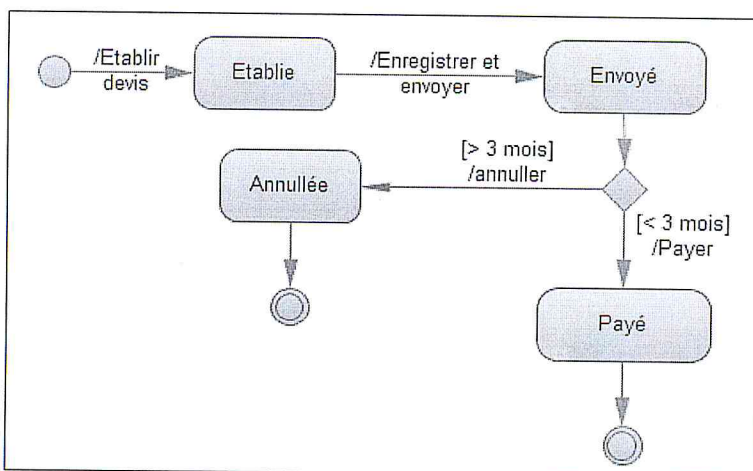 /Etablir
devis
Etablie
/Enregistrer et
envoyer
Envoyé
[> 3 mois]
/annuller
Annullée
[< 3 mois]
/Payer
Payé